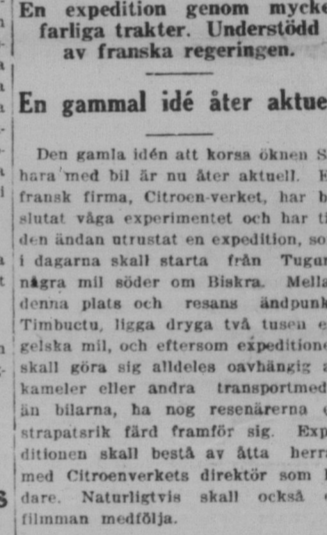 En expedition genom mycke
farliga trakter. Understödd
av franska regeringen.
En gammal idé åter aktue
Den gamla idén att korsa öknen S
hara med bil är nu åter aktuell. E
fransk firma, Citroen-verket, har b
slutat våga experimentet och har ti
den ändan utrustat en expedition, so
i dagarna skall starta från Tugur
några mil söder om Biskra. Mella
denna plats och resans ändpunk
Timbuctu, ligga dryga två tusen e
gelska mil, och eftersom expedition
skall göra sig alldeles oavhängig a
kameler eller andra transportmed
än bilarna, ha nog resenärerna e
strapatsrik färd framför sig. Exp
ditionen skall bestå av åtta herr
med Citroenverkets direktör som l
dare. Naturligtvis skall också e
filmman medfölja.